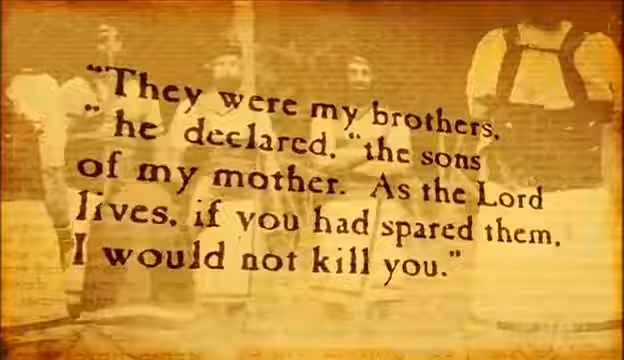 "They were my brothers,
" he declared, "the sons
of my mother. As the Lord
lives, if you had spared them,
I would not kill you."